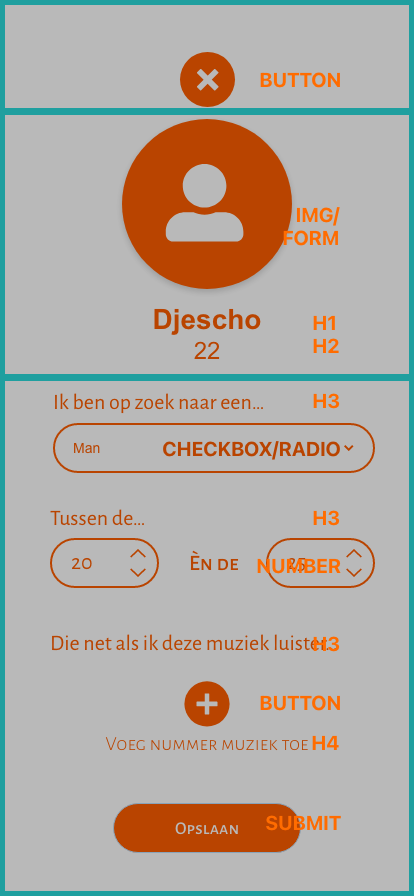 BUTTON
IMG/
FORM
Djescho H1
22 H2
Ik ben op zoek naar een... H3
Man CHECKBOX/RADIO
Tussen de... H3
20 Èn de NUMBER
Die net als ik deze muziek luister. H3
BUTTON
Voeg nummer muziek toe H4
Opslaan SUBMIT